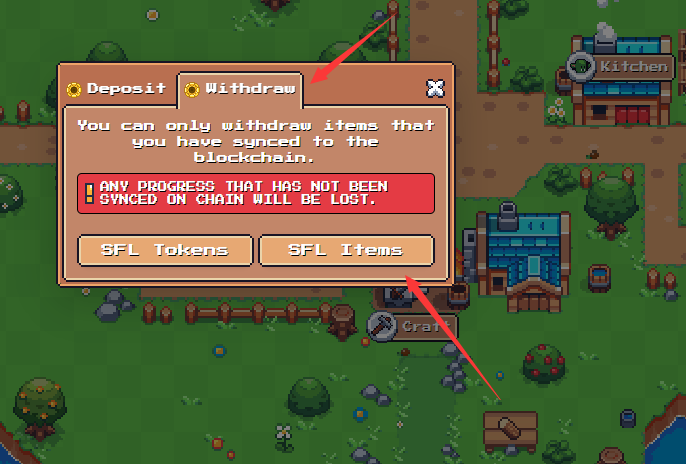 Deposit
Withdraw
Kitchen
You can only withdraw items that
you have synced to the
blockchain.
ANY PROGRESS THAT HAS NOT BEEN
SYNCED ON CHAIN WILL BE LOST.
SFL Tokens
SFL Items
Craft